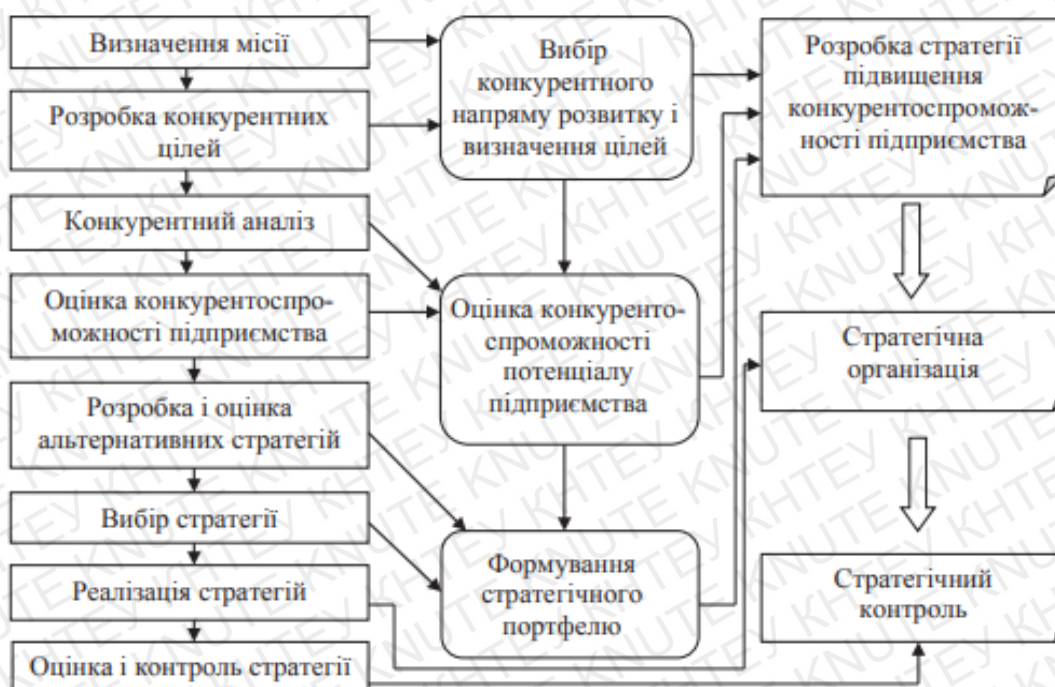 Визначення місії
Розробка конкурентних
цілей
Конкурентний аналіз
Оцінка конкурентоспро-
можності підприємства
Розробка і оцінка
альтернативних стратегій
Вибір стратегії
Реалізація стратегій
Оцінка і контроль стратегії
Вибір
конкурентного
напряму розвитку і
визначення цілей
Оцінка конкуренто-
спроможності
потенціалу
підприємства
Формування
стратегічного
портфелю
Розробка стратегії
підвищення
конкурентоспромож-
ності підприємства
Стратегічна
організація
Стратегічний
контроль